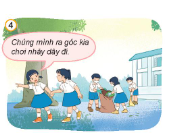 4
Chúng mình ra góc kia
chơi nhảy dây đi.